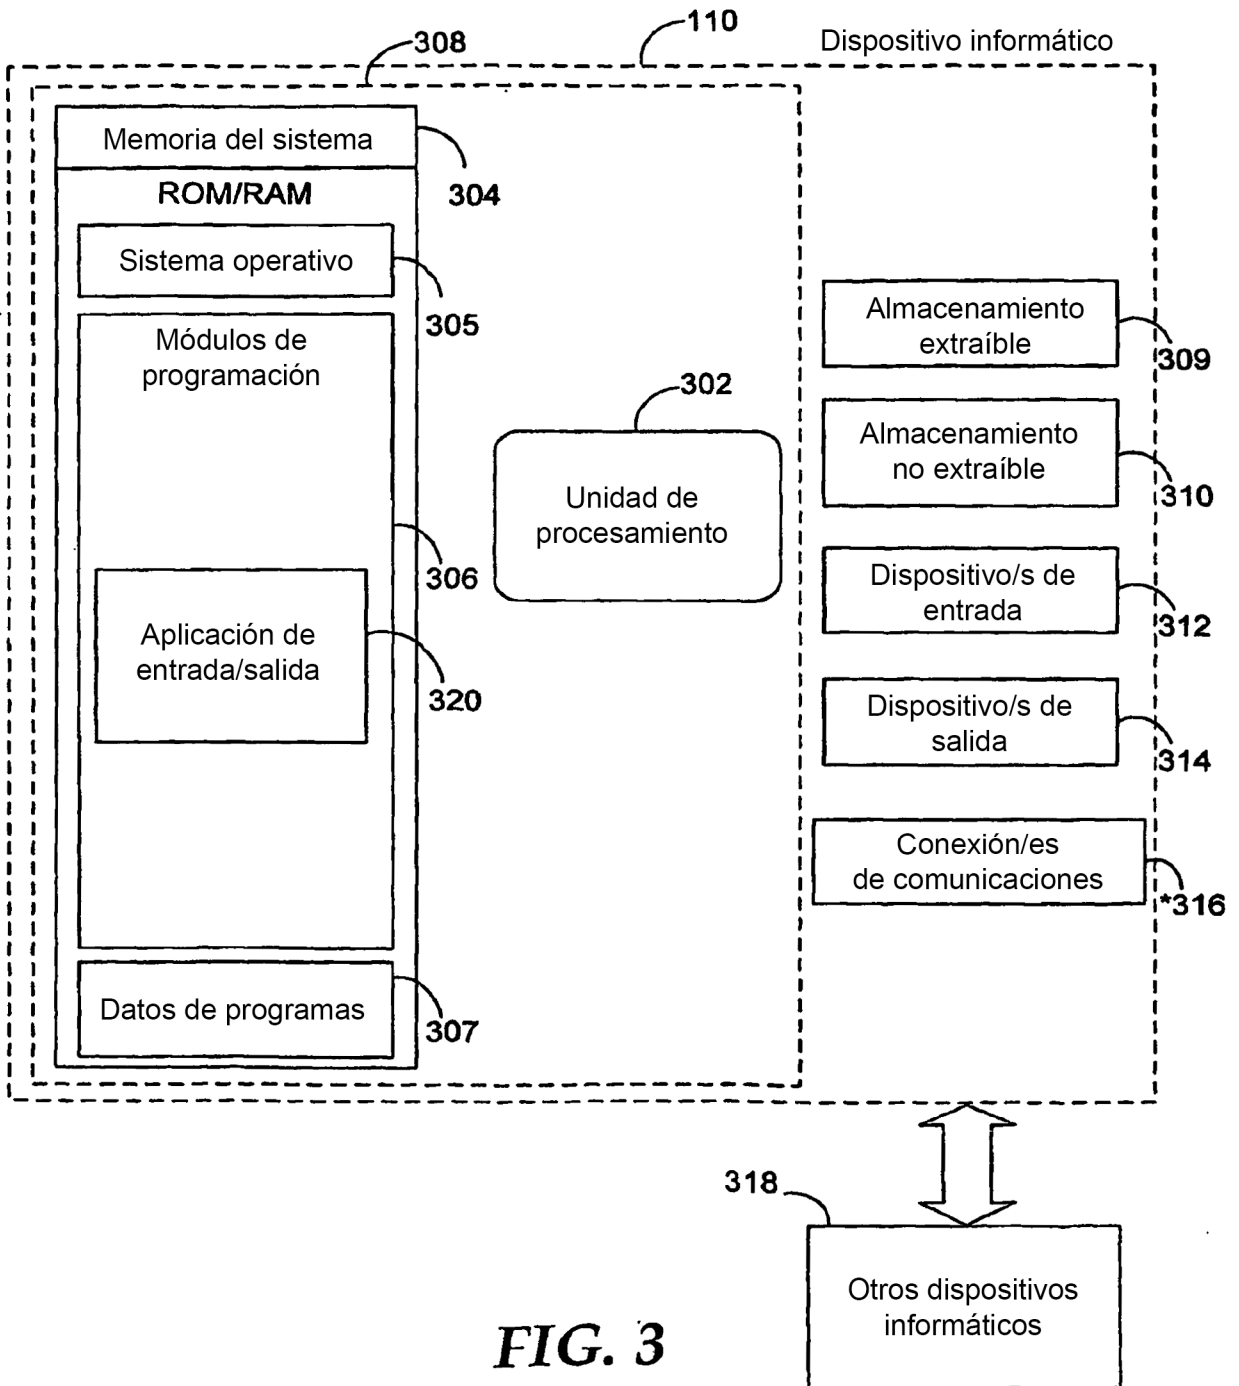 110
Dispositivo informático
308
Memoria del sistema
304
ROM/RAM
Sistema operativo
305
Módulos de
programación
306
Aplicación de
entrada/salida
320
Datos de programas
307
302
Unidad de
procesamiento
Almacenamiento
extraíble
309
Almacenamiento
no extraíble
310
Dispositivo/s de
entrada
312
Dispositivo/s de
salida
314
Conexión/es
de comunicaciones
*316
318
Otros dispositivos
informáticos
FIG. 3